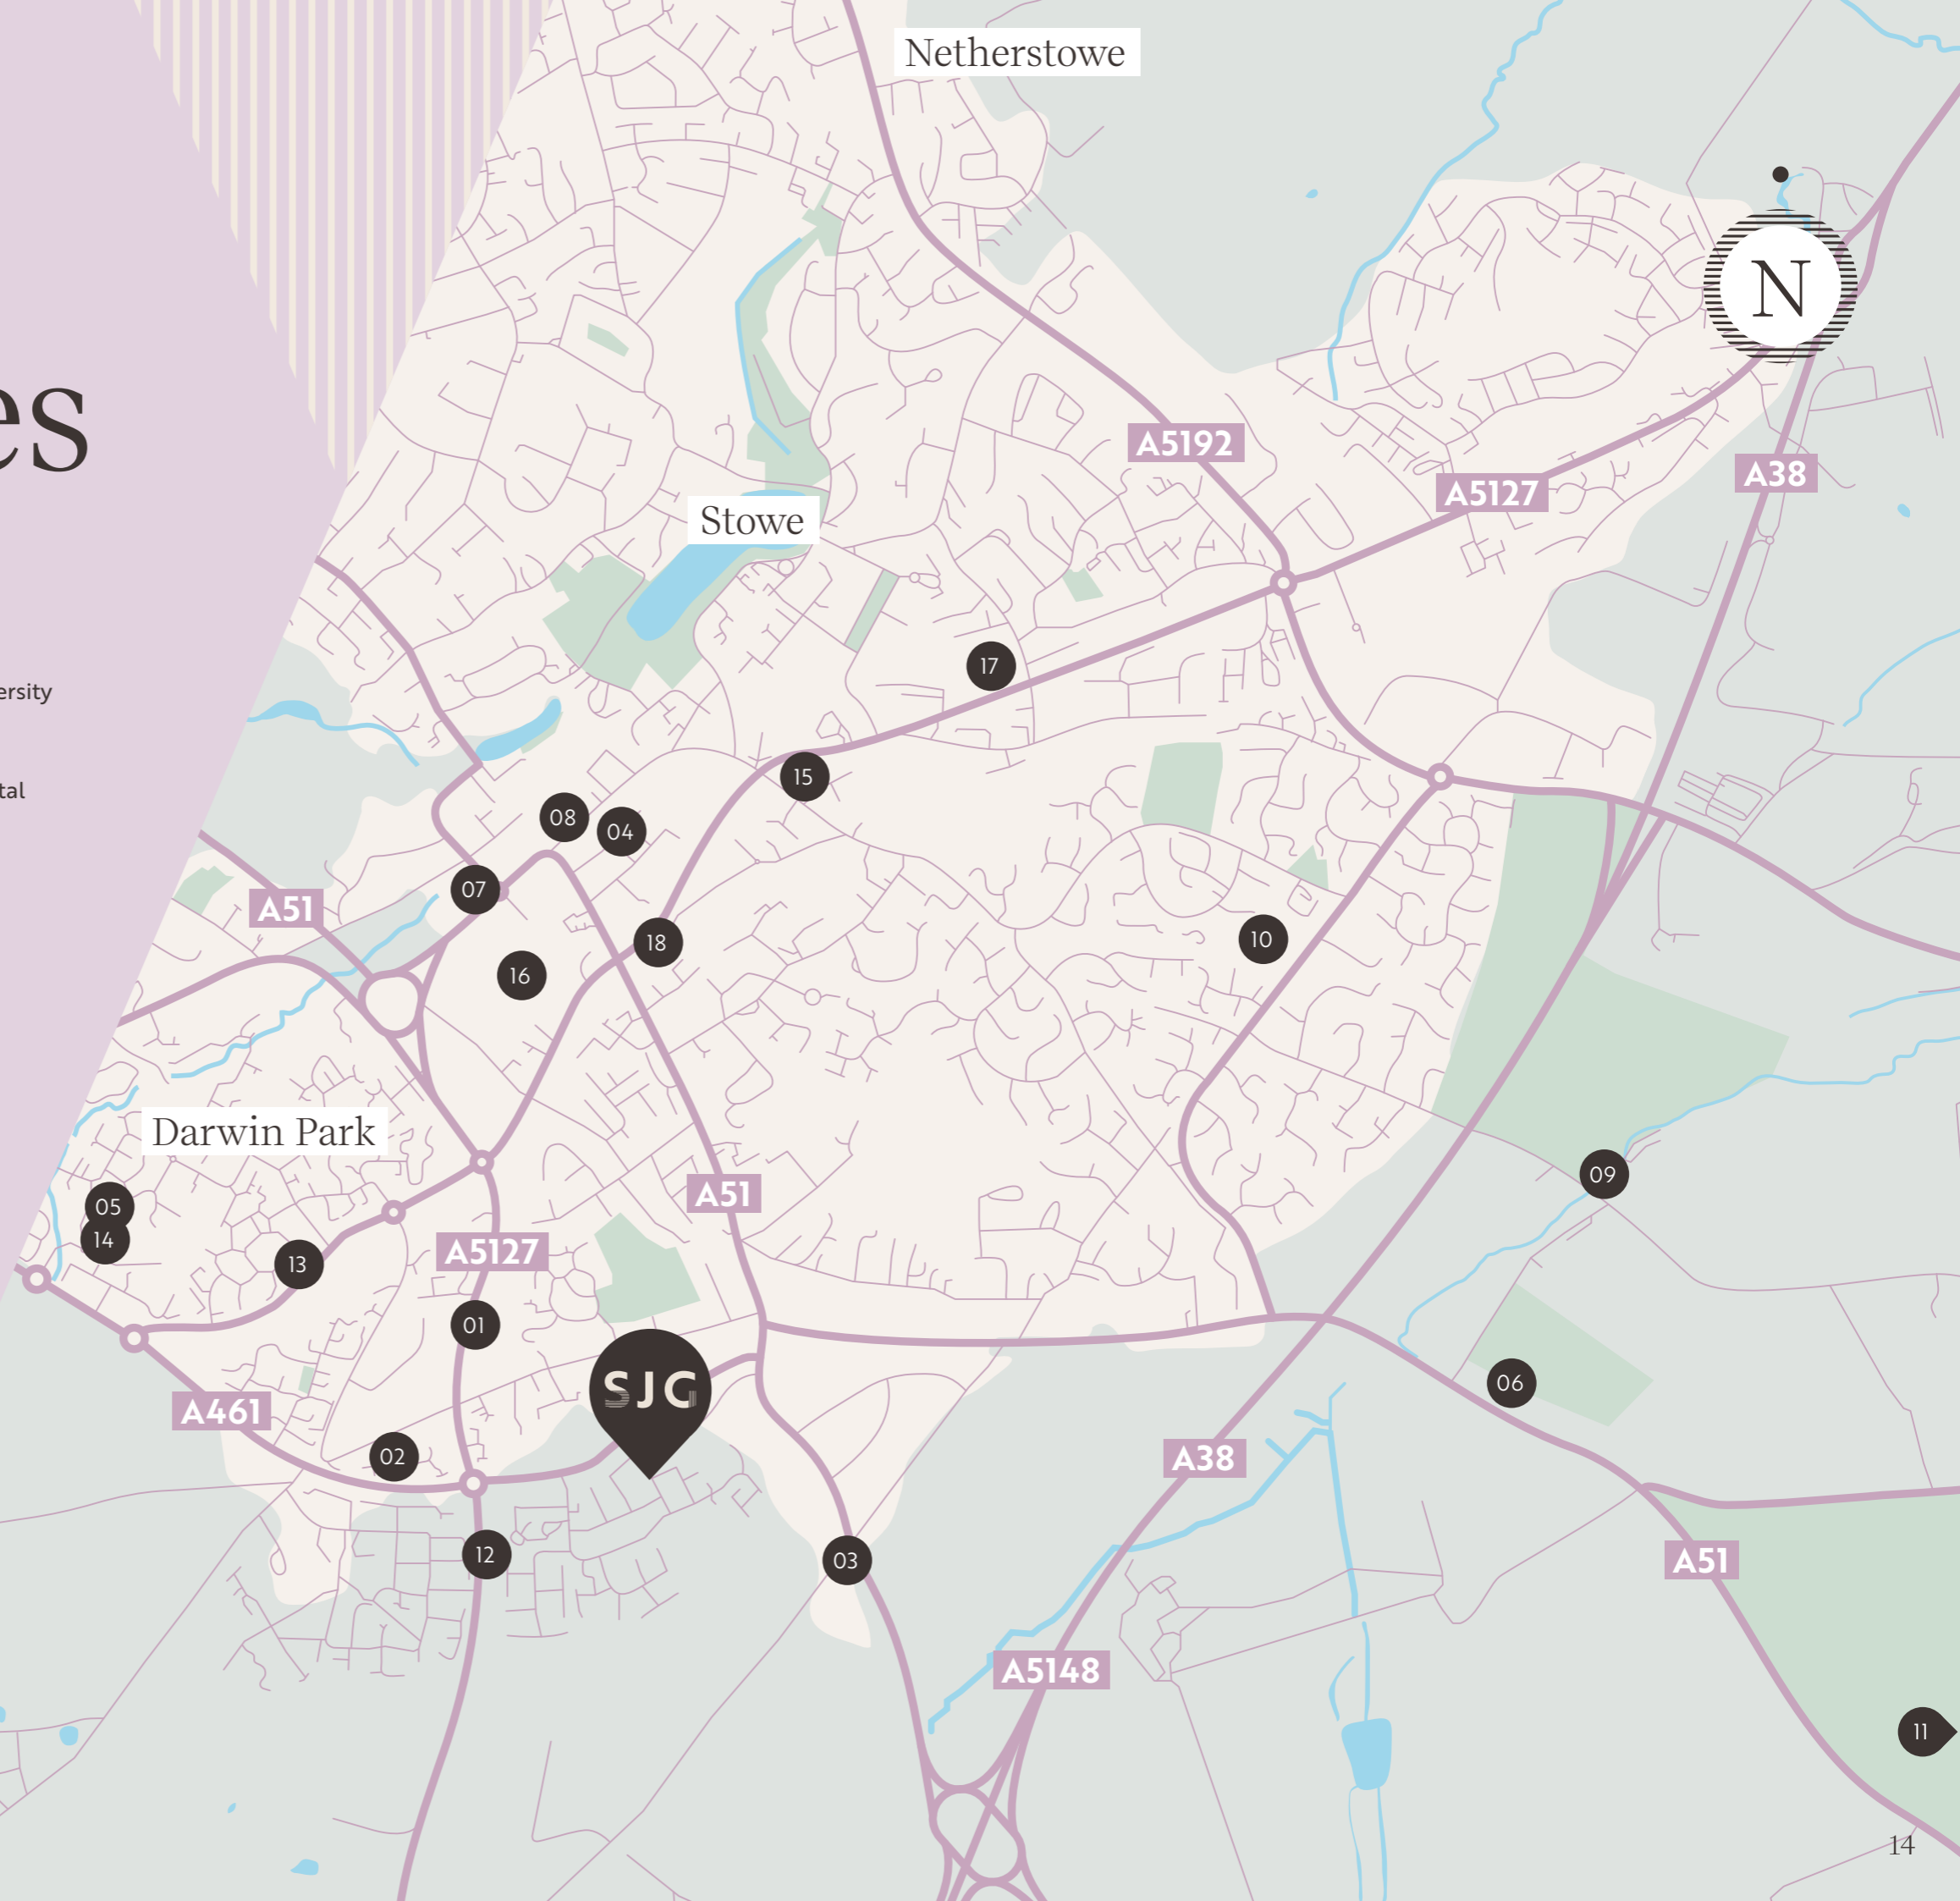 Netherstowe
N
es
A5192
A38
A5127
Stowe
17
ersity
15
tal
08
04
07
A51
18
10
16
Darwin Park
09
A51
05
14
A5127
13
01
SJG
06
A461
02
A38
12
03
A51
A5148
11
14